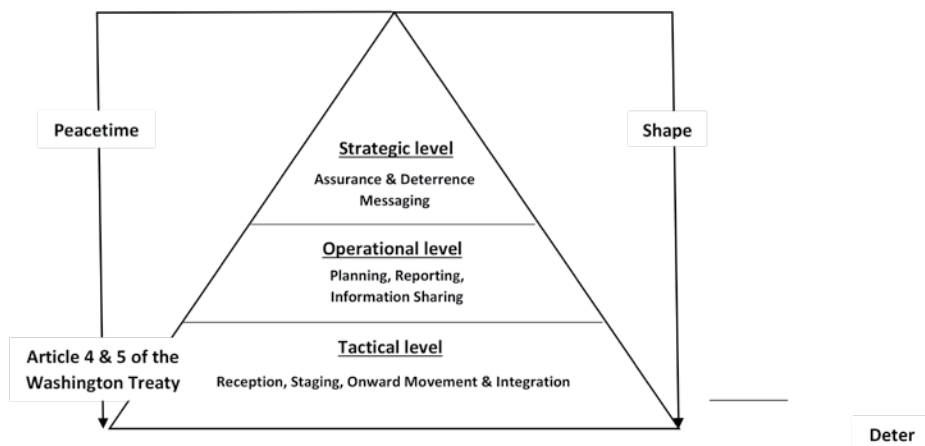 Peacetime
Shape
Strategic level
Assurance & Deterrence
Messaging
Operational level
Planning, Reporting,
Information Sharing
Tactical level
Article 4 & 5 of the
Washington Treaty
Reception, Staging, Onward Movement & Integration
Deter